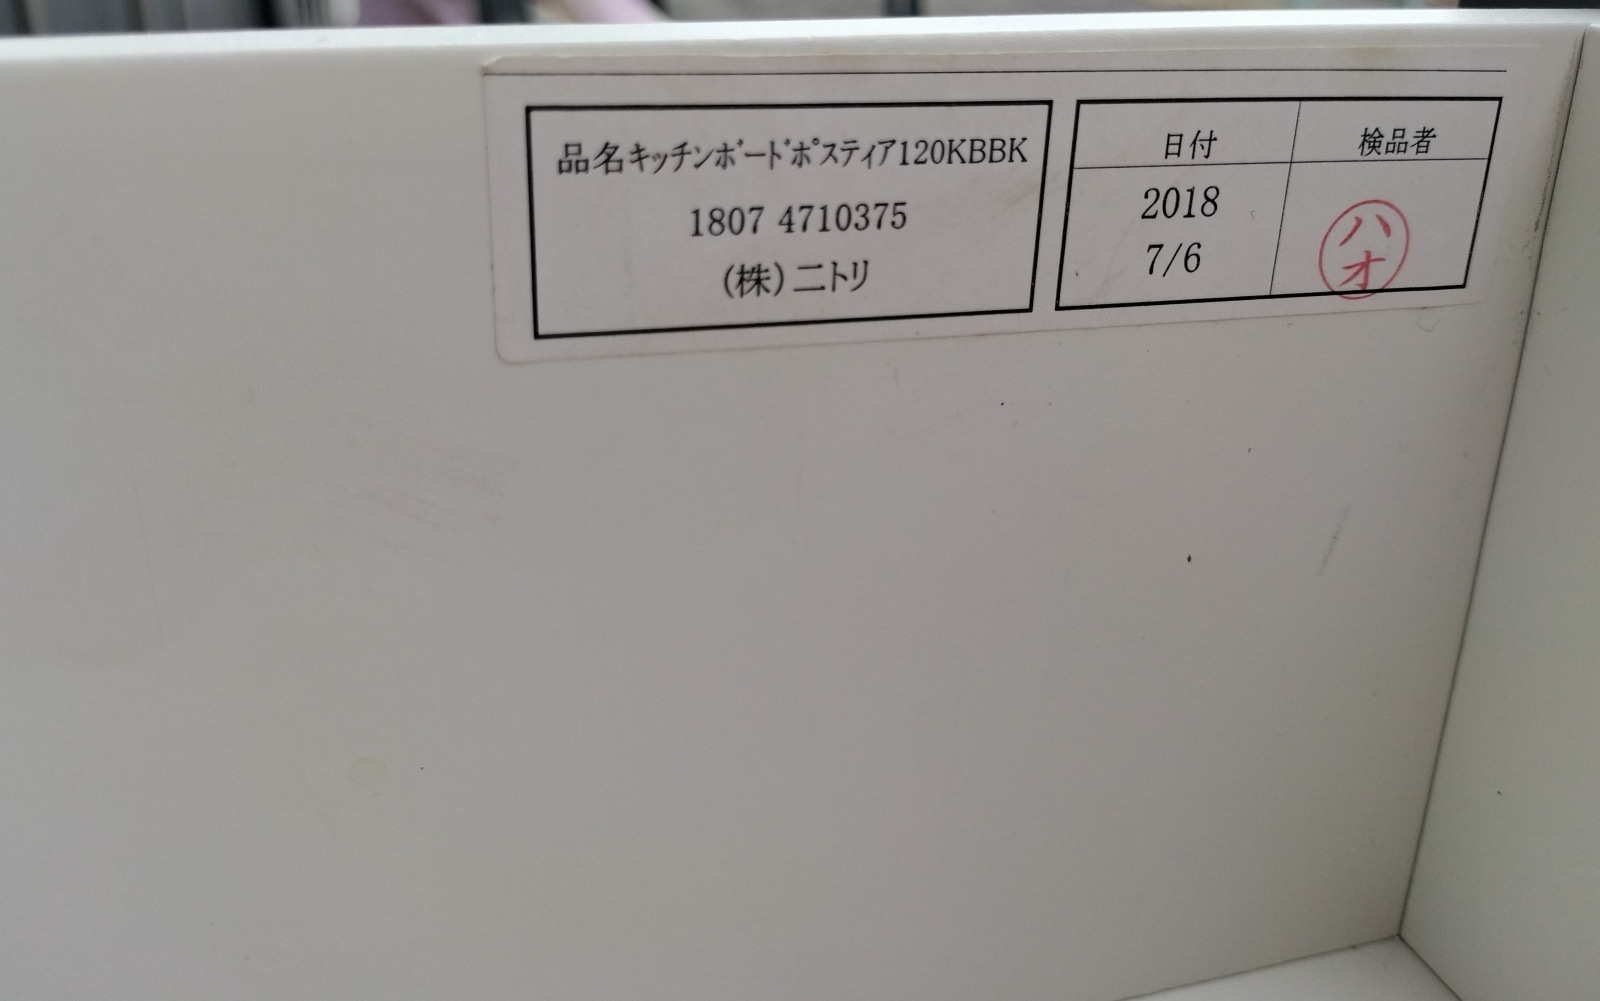 品名キッチンボードポスティア120KBBK
1807 4710375
(株)ニトリ
日付 検品者
2018
7/6
ハオ